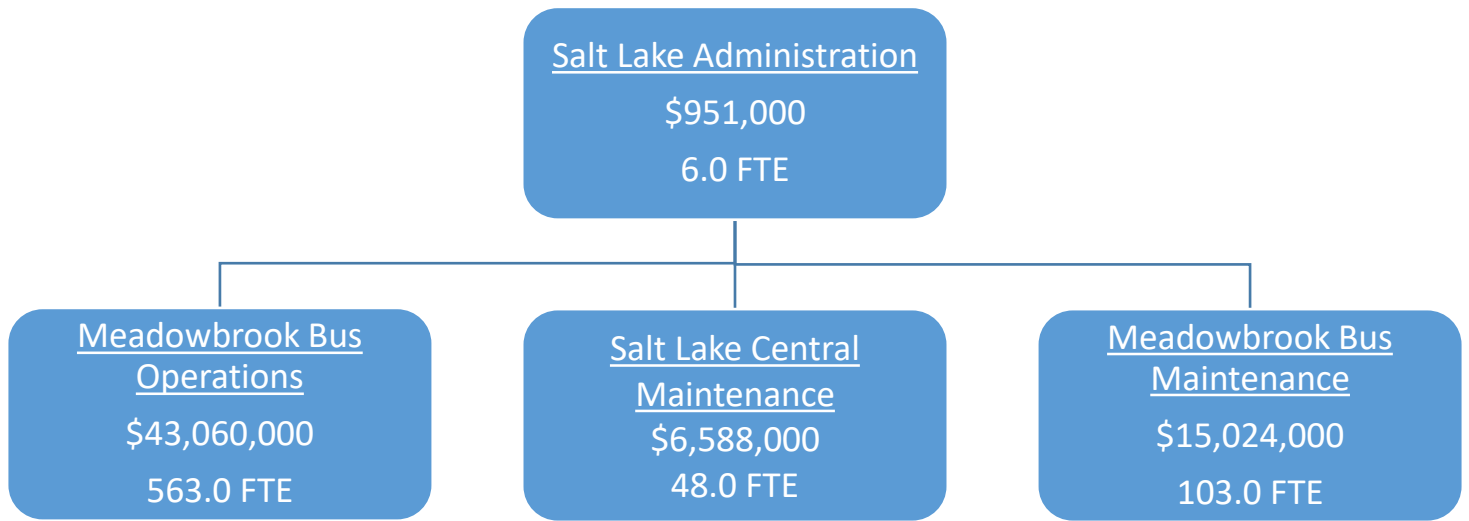 Salt Lake Administration
$951,000
6.0 FTE
Meadowbrook Bus
Operations
$43,060,000
563.0 FTE
Salt Lake Central
Maintenance
$6,588,000
48.0 FTE
Meadowbrook Bus
Maintenance
$15,024,000
103.0 FTE